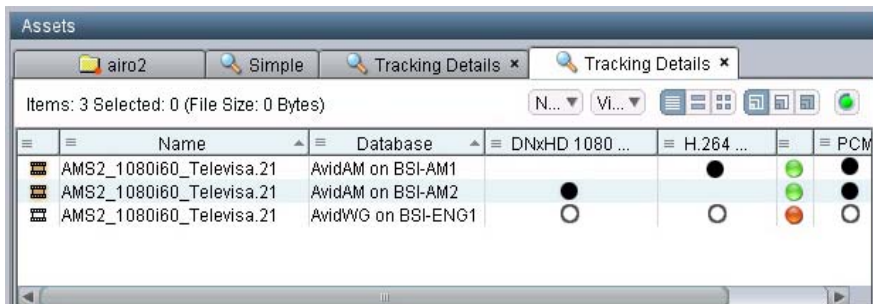 Assets
airo2 Simple Tracking Details × Tracking Details ×
Items: 3 Selected: 0 (File Size: 0 Bytes) N... Vi...
Name Database DNxHD 1080 ... H.264 ... PCM
AMS2_1080i60_Televisa.21 AvidAM on BSI-AM1
AMS2_1080i60_Televisa.21 AvidAM on BSI-AM2
AMS2_1080i60_Televisa.21 AvidWG on BSI-ENG1